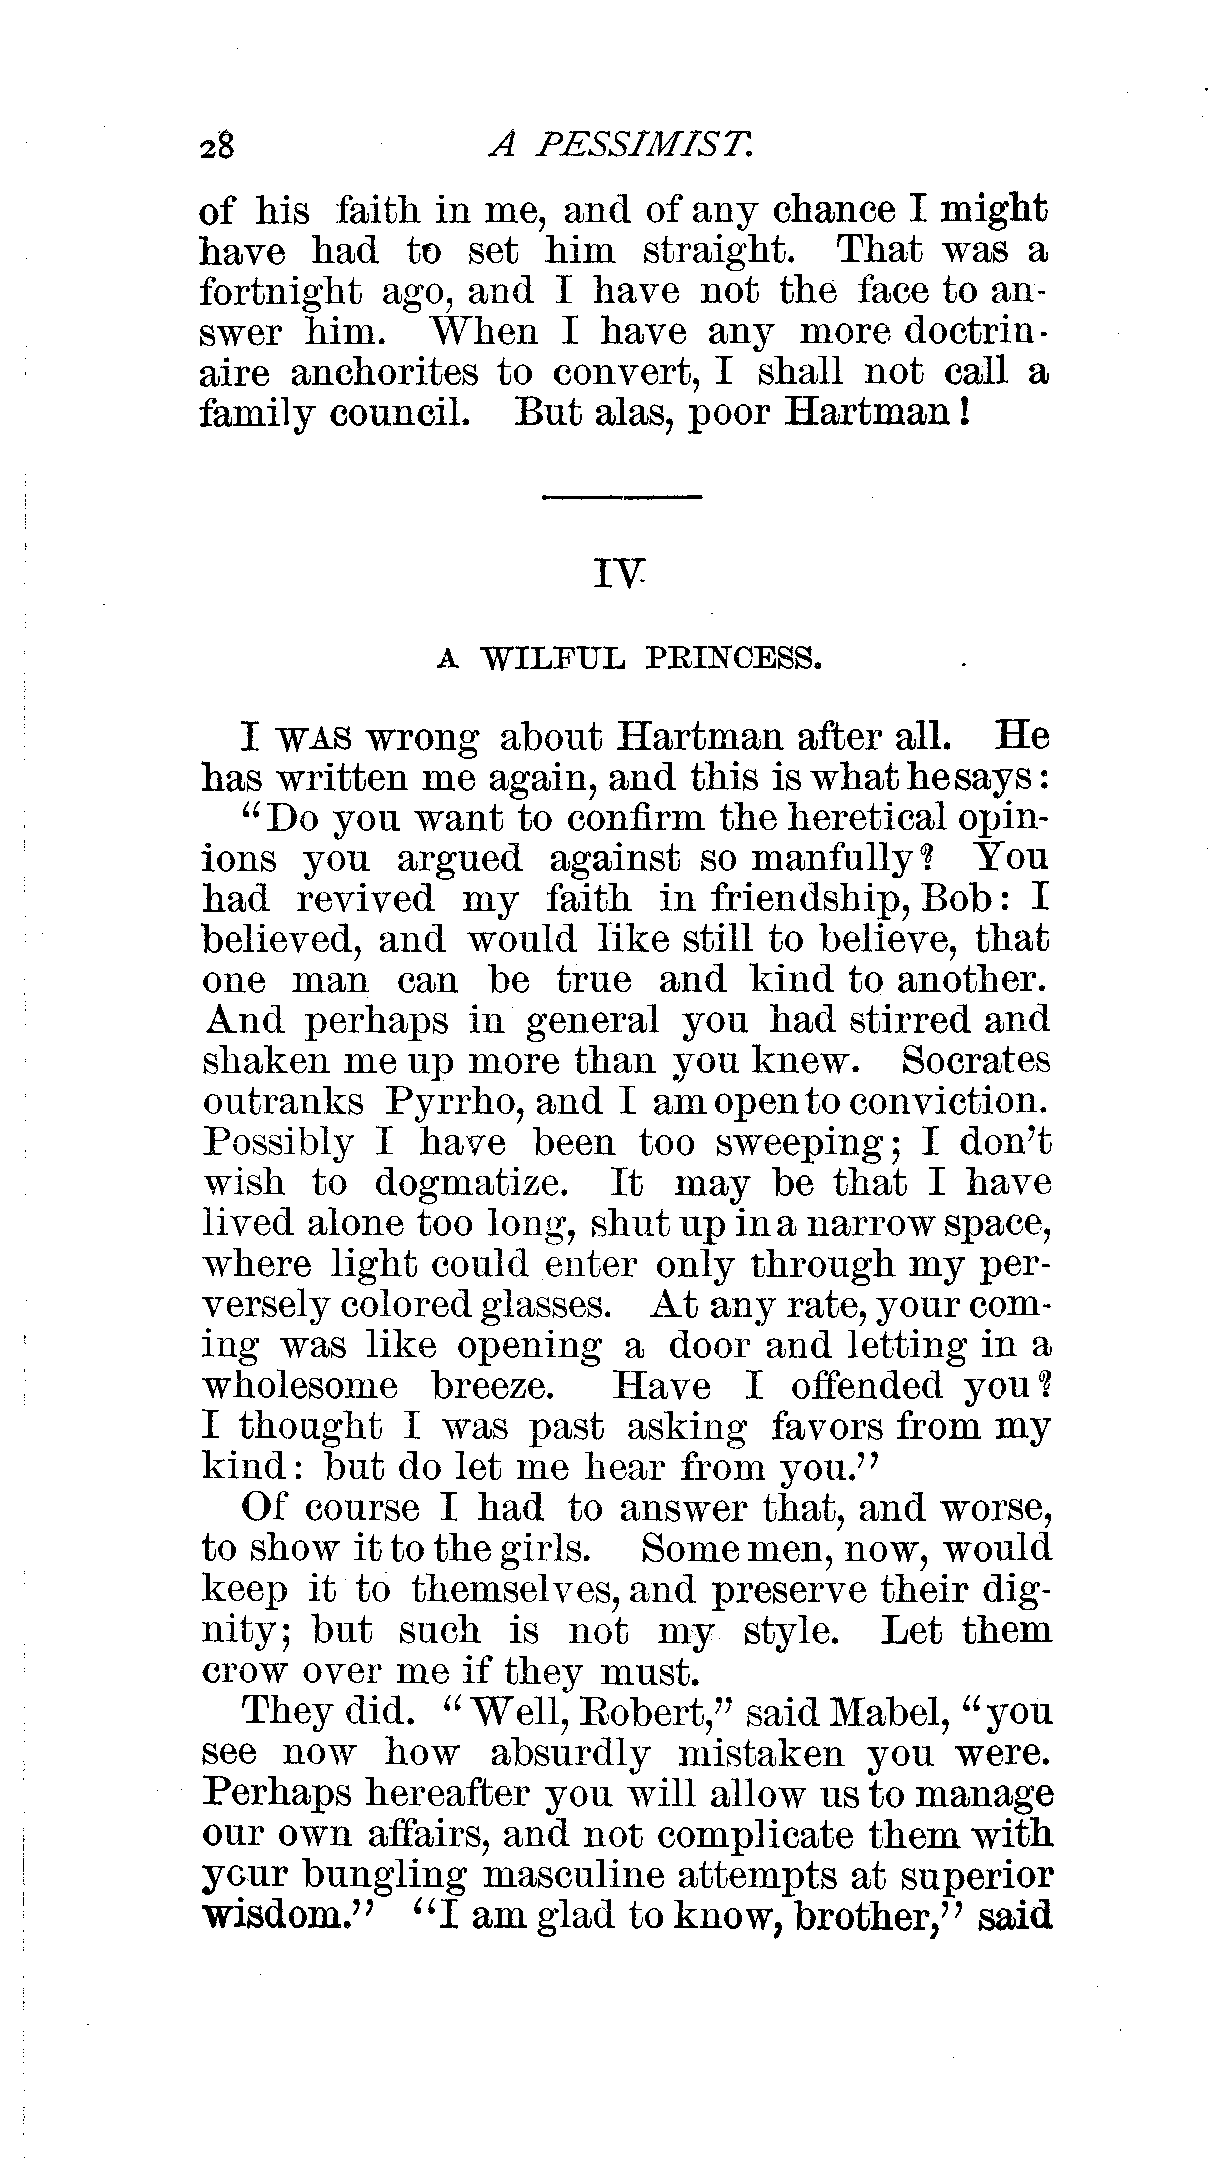 28 A PESSIMIST.
of his faith in me, and of any chance I might
have had to set him straight. That was a
fortnight ago, and I have not the face to an-
swer him. When I have any more doctrin-
aire anchorites to convert, I shall not call a
family council. But alas, poor Hartman!
IV.
A WILFUL PRINCESS.
I WAS wrong about Hartman after all. He
has written me again, and this is what he says:
"Do you want to confirm the heretical opin-
ions you argued against so manfully? You
had revived my faith in friendship, Bob: I
believed, and would like still to believe, that
one man can be true and kind to another.
And perhaps in general you had stirred and
shaken me up more than you knew. Socrates
outranks Pyrrho, and I am open to conviction.
Possibly I have been too sweeping; I don't
wish to dogmatize. It may be that I have
lived alone too long, shut up in a narrow space,
where light could enter only through my per-
versely colored glasses. At any rate, your com-
ing was like opening a door and letting in a
wholesome breeze. Have I offended you?
I thought I was past asking favors from my
kind: but do let me hear from you."
Of course I had to answer that, and worse,
to show it to the girls. Some men, now, would
keep it to themselves, and preserve their dig-
nity; but such is not my style. Let them
crow over me if they must.
They did. "Well, Robert," said Mabel, "you
see now how absurdly mistaken you were.
Perhaps hereafter you will allow us to manage
our own affairs, and not complicate them with
your bungling masculine attempts at superior
wisdom." "I am glad to know, brother," said